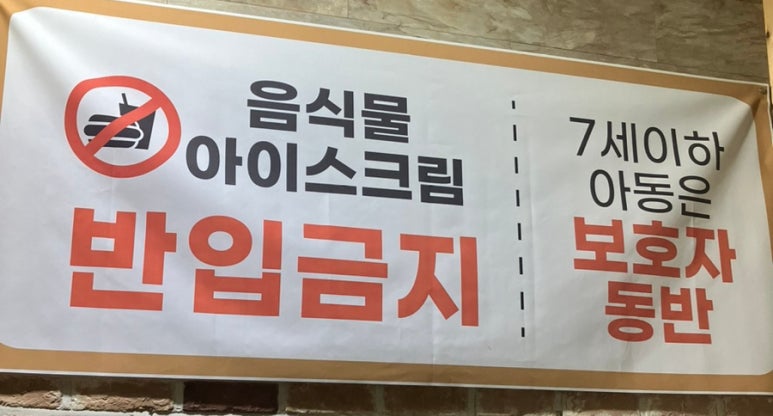 음식물
아이스크림
반입금지
7세이하
아동은
보호자
동반